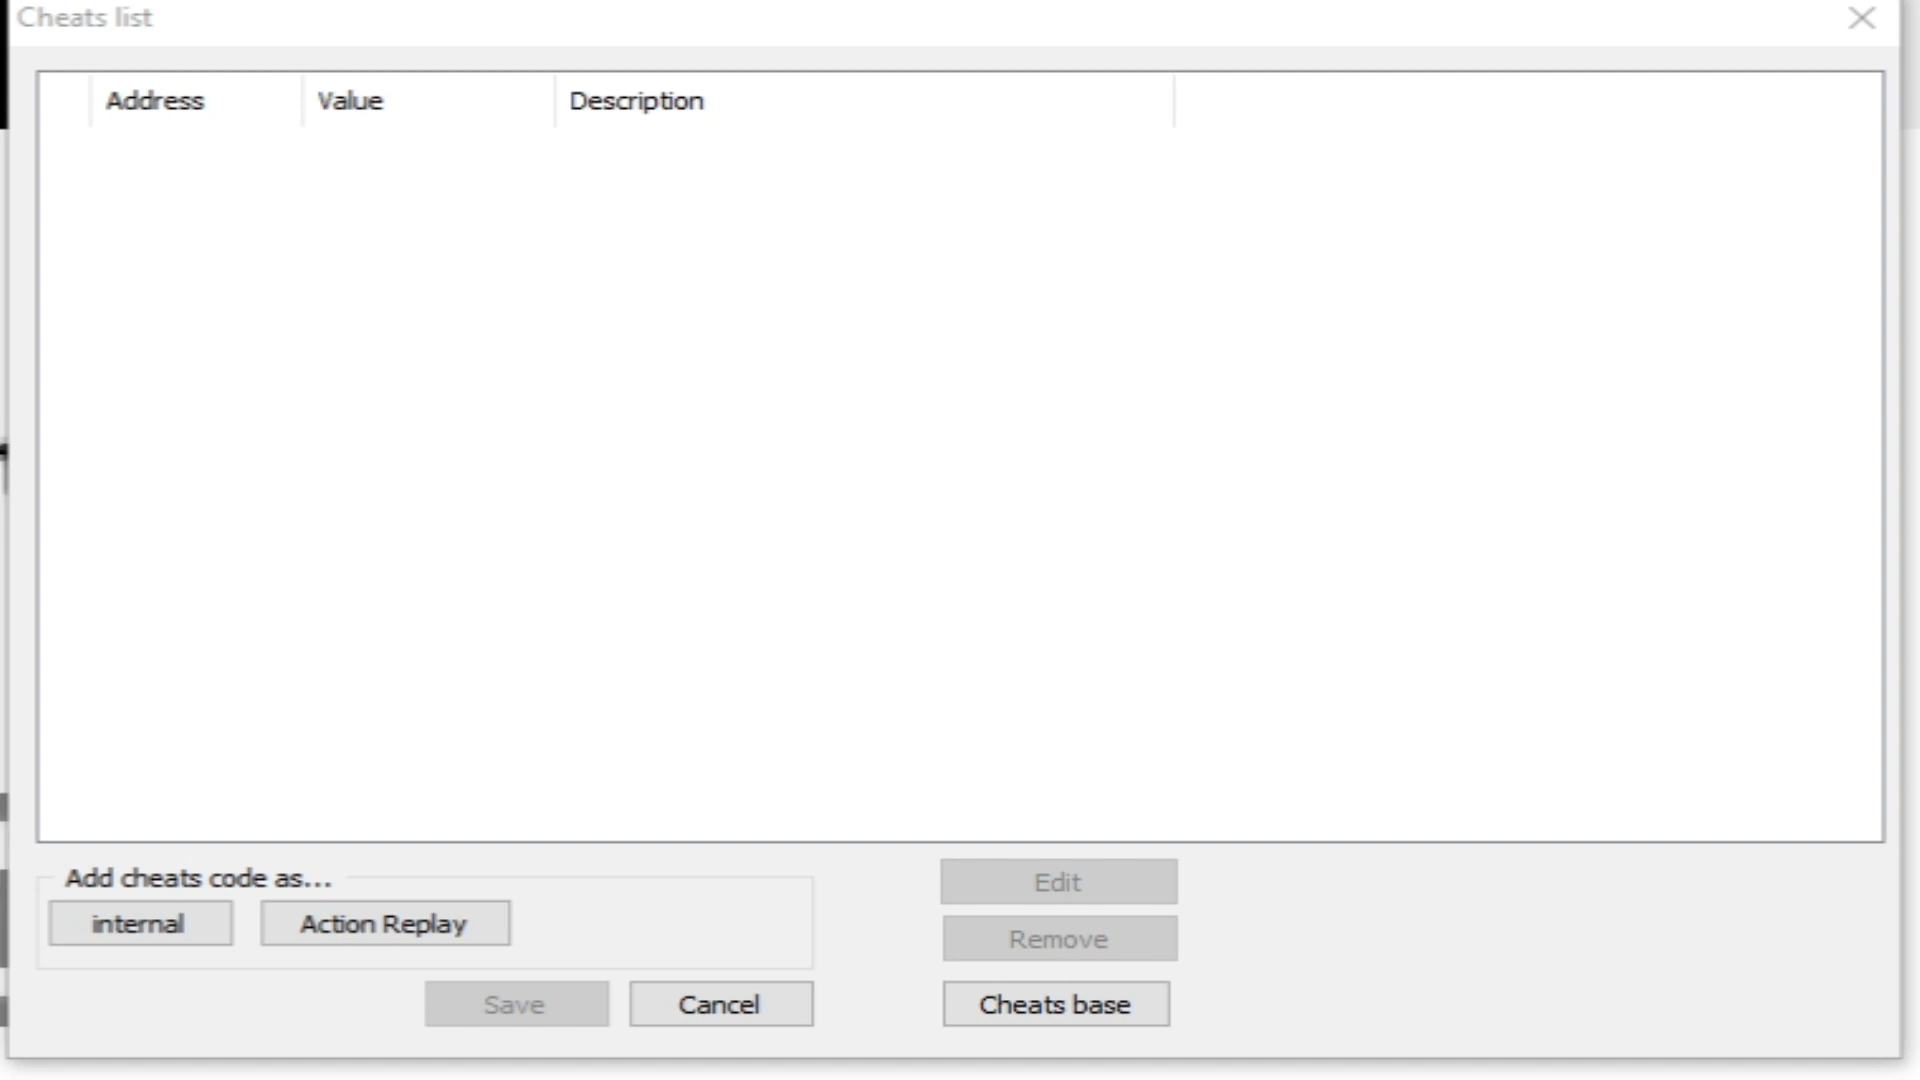 Cheats list
Address Value Description
Add cheats code as...
internal Action Replay
Edit
Remove
Save Cancel Cheats base